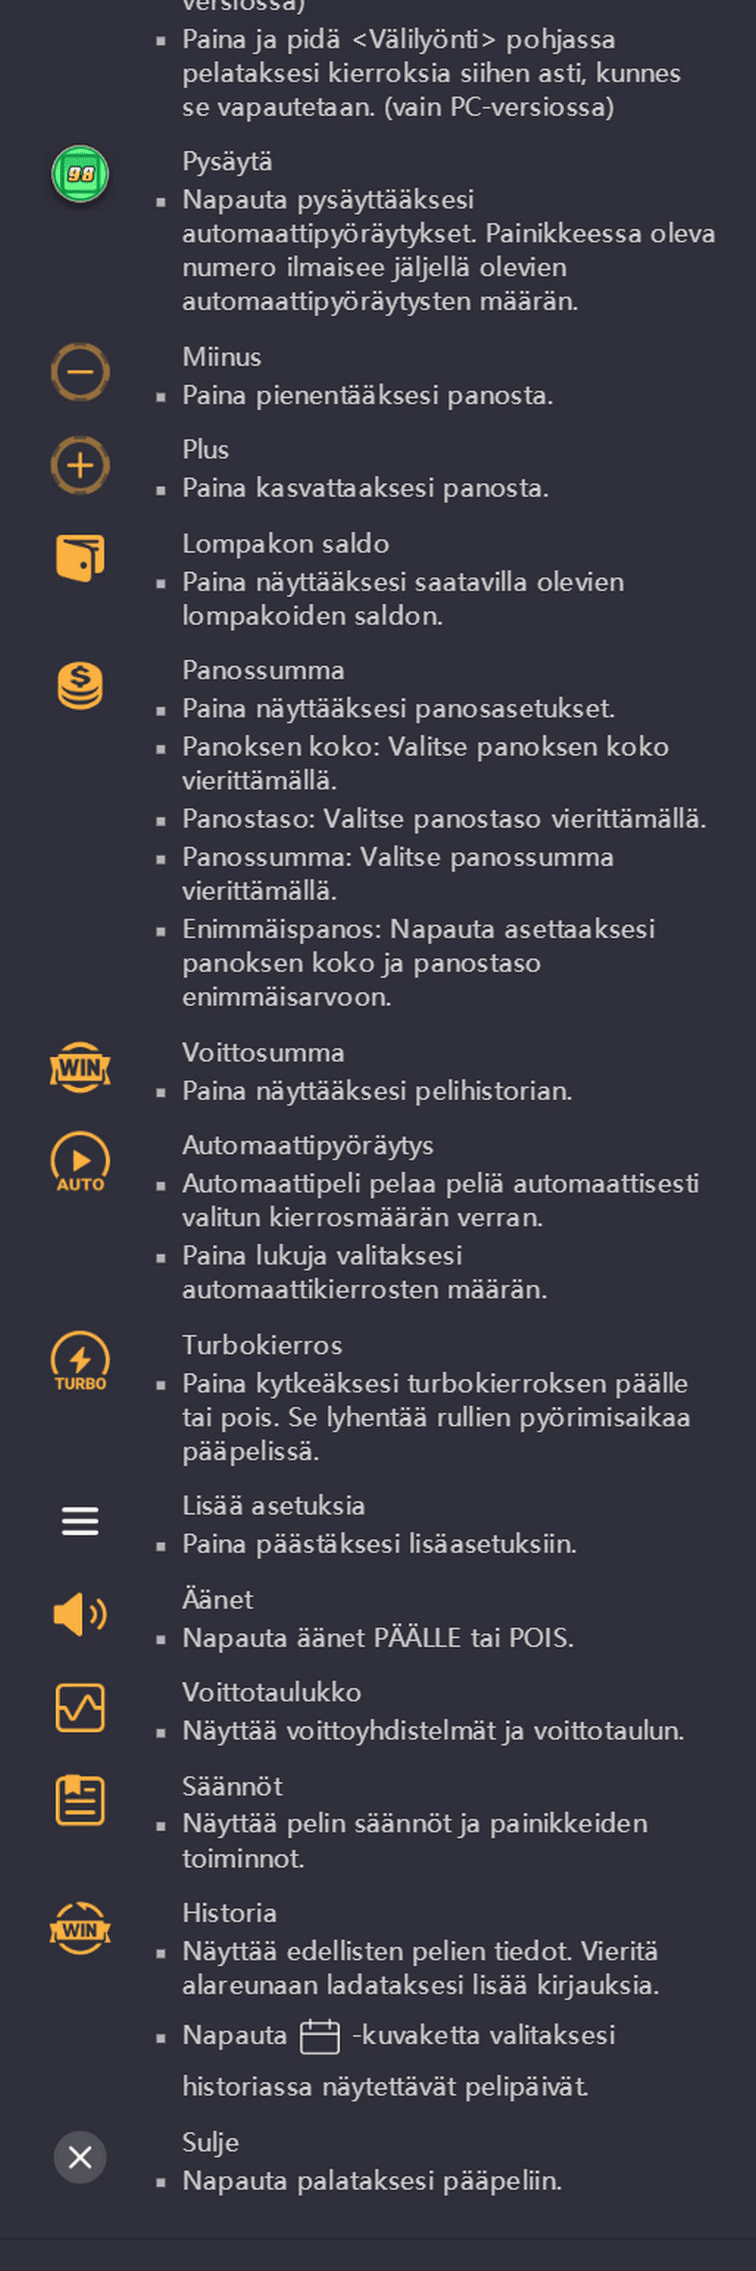 versiossa)
▪ Paina ja pidä <Välilyönti> pohjassa
pelataksesi kierroksia siihen asti, kunnes
se vapautetaan. (vain PC-versiossa)
98
Pysäytä
▪ Napauta pysäyttääksesi
automaattipyöräytykset. Painikkeessa oleva
numero ilmaisee jäljellä olevien
automaattipyöräytysten määrän.
Miinus
▪ Paina pienentääksesi panosta.
Plus
▪ Paina kasvattaaksesi panosta.
Lompakon saldo
▪ Paina näyttääksesi saatavilla olevien
lompakoiden saldon.
$
Panossumma
▪ Paina näyttääksesi panosasetukset.
▪ Panoksen koko: Valitse panoksen koko
vierittämällä.
▪ Panostaso: Valitse panostaso vierittämällä.
▪ Panossumma: Valitse panossumma
vierittämällä.
▪ Enimmäispanos: Napauta asettaaksesi
panoksen koko ja panostaso
enimmäisarvoon.
WIN
Voittosumma
▪ Paina näyttääksesi pelihistorian.
AUTO
Automaattipyöräytys
▪ Automaattipeli pelaa peliä automaattisesti
valitun kierrosmäärän verran.
▪ Paina lukuja valitaksesi
automaattikierrosten määrän.
TURBO
Turbokierros
▪ Paina kytkeäksesi turbokierroksen päälle
tai pois. Se lyhentää rullien pyörimisaikaa
pääpelissä.
Lisää asetuksia
▪ Paina päästäksesi lisäasetuksiin.
Äänet
▪ Napauta äänet PÄÄLLE tai POIS.
Voittotaulukko
▪ Näyttää voittoyhdistelmät ja voittotaulun.
Säännöt
▪ Näyttää pelin säännöt ja painikkeiden
toiminnot.
WIN
Historia
▪ Näyttää edellisten pelien tiedot. Vieritä
alareunaan ladataksesi lisää kirjauksia.
▪ Napauta -kuvaketta valitaksesi
historiassa näytettävät pelipäivät.
Sulje
▪ Napauta palataksesi pääpeliin.